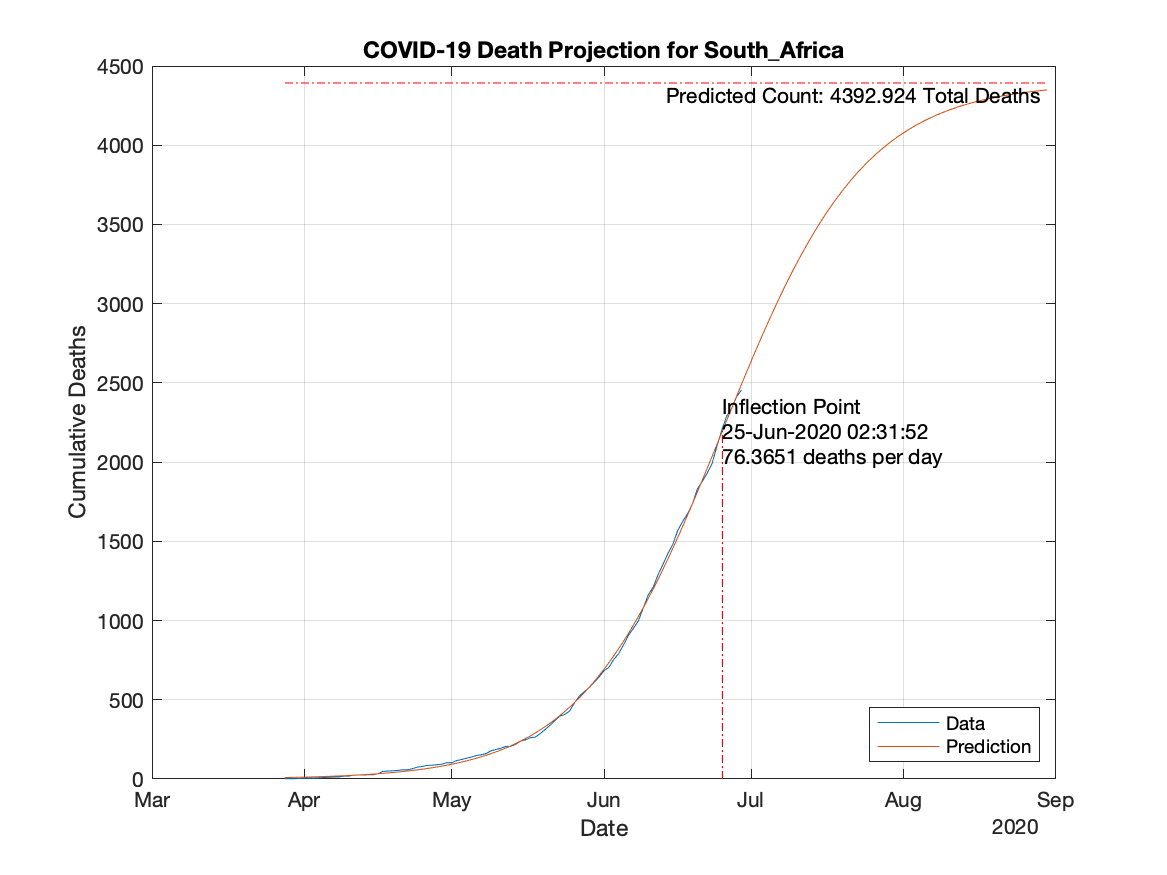 COVID-19 Death Projection for South_Africa
4500
4000
3500
3000
2500
2000
1500
1000
500
0
Cumulative Deaths
Predicted Count: 4392.924 Total Deaths
Inflection Point
25-Jun-2020 02:31:52
76.3651 deaths per day
Data
Prediction
Mar Apr May Jun Jul Aug Sep
Date
2020